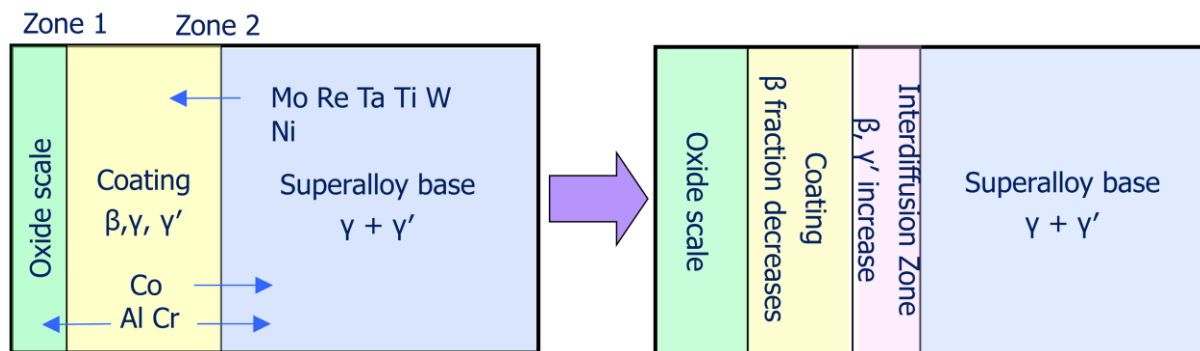 Zone 1
Zone 2
Mo Re Ta Ti W
Ni
Oxide scale
Coating
β,γ, γ′
Superalloy base
γ + γ′
Co
Al Cr
Oxide scale
β fraction decreases
Coating
β, γ′ increase
Interdiffusion Zone
Superalloy base
γ + γ′